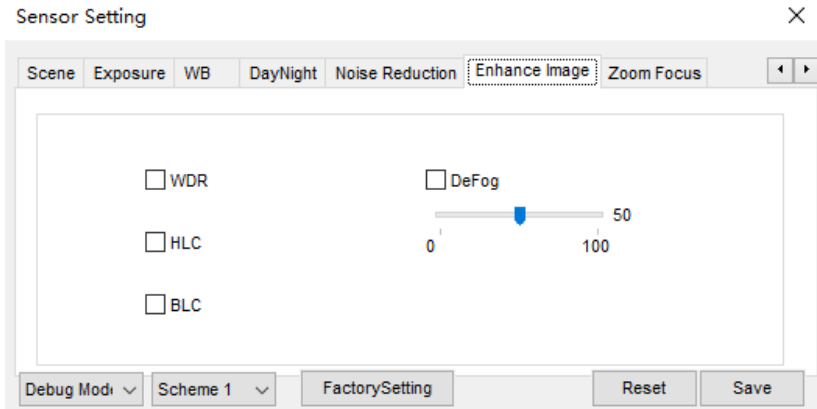 Sensor Setting
Scene Exposure WB DayNight Noise Reduction Enhance Image Zoom Focus
WDR DeFog
50
HLC 0 100
BLC
Debug Mode Scheme 1 FactorySetting Reset Save